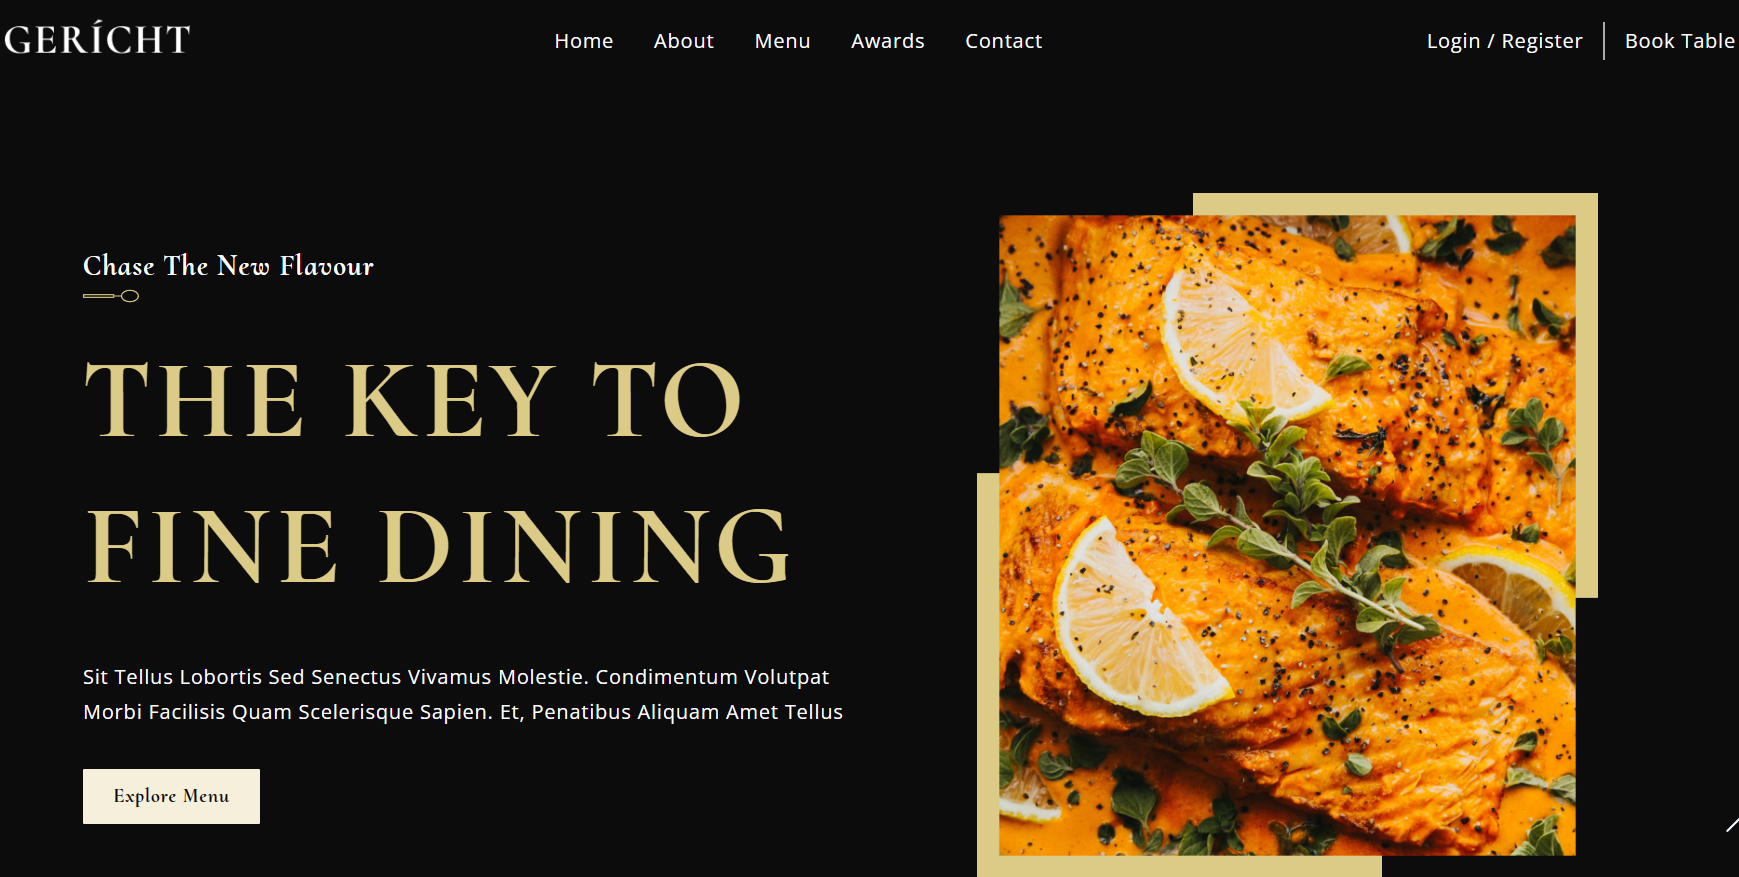 GERÍCHT
Home About Menu Awards Contact
Login / Register Book Table
Chase The New Flavour
THE KEY TO
FINE DINING
Sit Tellus Lobortis Sed Senectus Vivamus Molestie. Condimentum Volutpat
Morbi Facilisis Quam Scelerisque Sapien. Et, Penatibus Aliquam Amet Tellus
Explore Menu